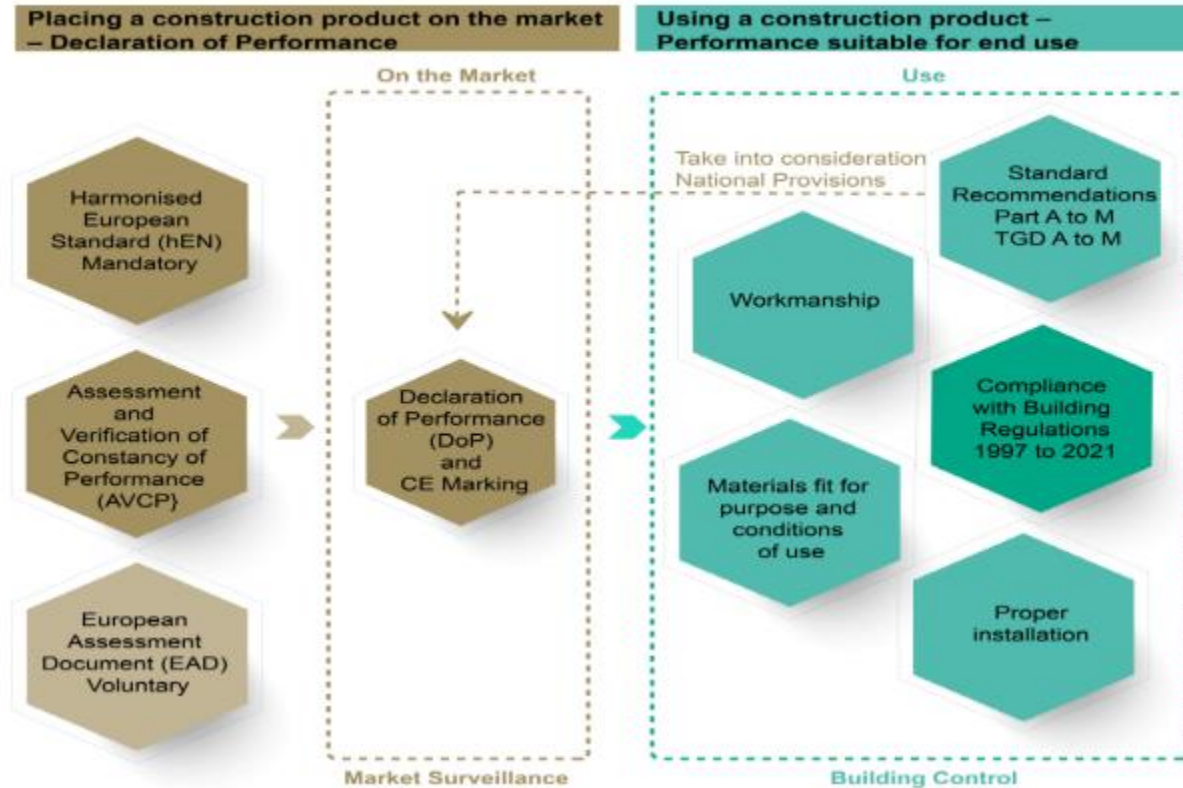 Placing a construction product on the market
– Declaration of Performance
Using a construction product –
Performance suitable for end use
On the Market
Use
Harmonised
European
Standard (hEN)
Mandatory
Assessment
and
Verification of
Constancy of
Performance
(AVCP}
European
Assessment
Document (EAD)
Voluntary
Declaration
of Performance
(DoP)
and
CE Marking
Take into consideration
National Provisions
Standard
Recommendations
Part A to M
TGD A to M
Workmanship
Compliance
with Building
Regulations
1997 to 2021
Materials fit for
purpose and
conditions
of use
Proper
installation
Market Surveillance
Building Control